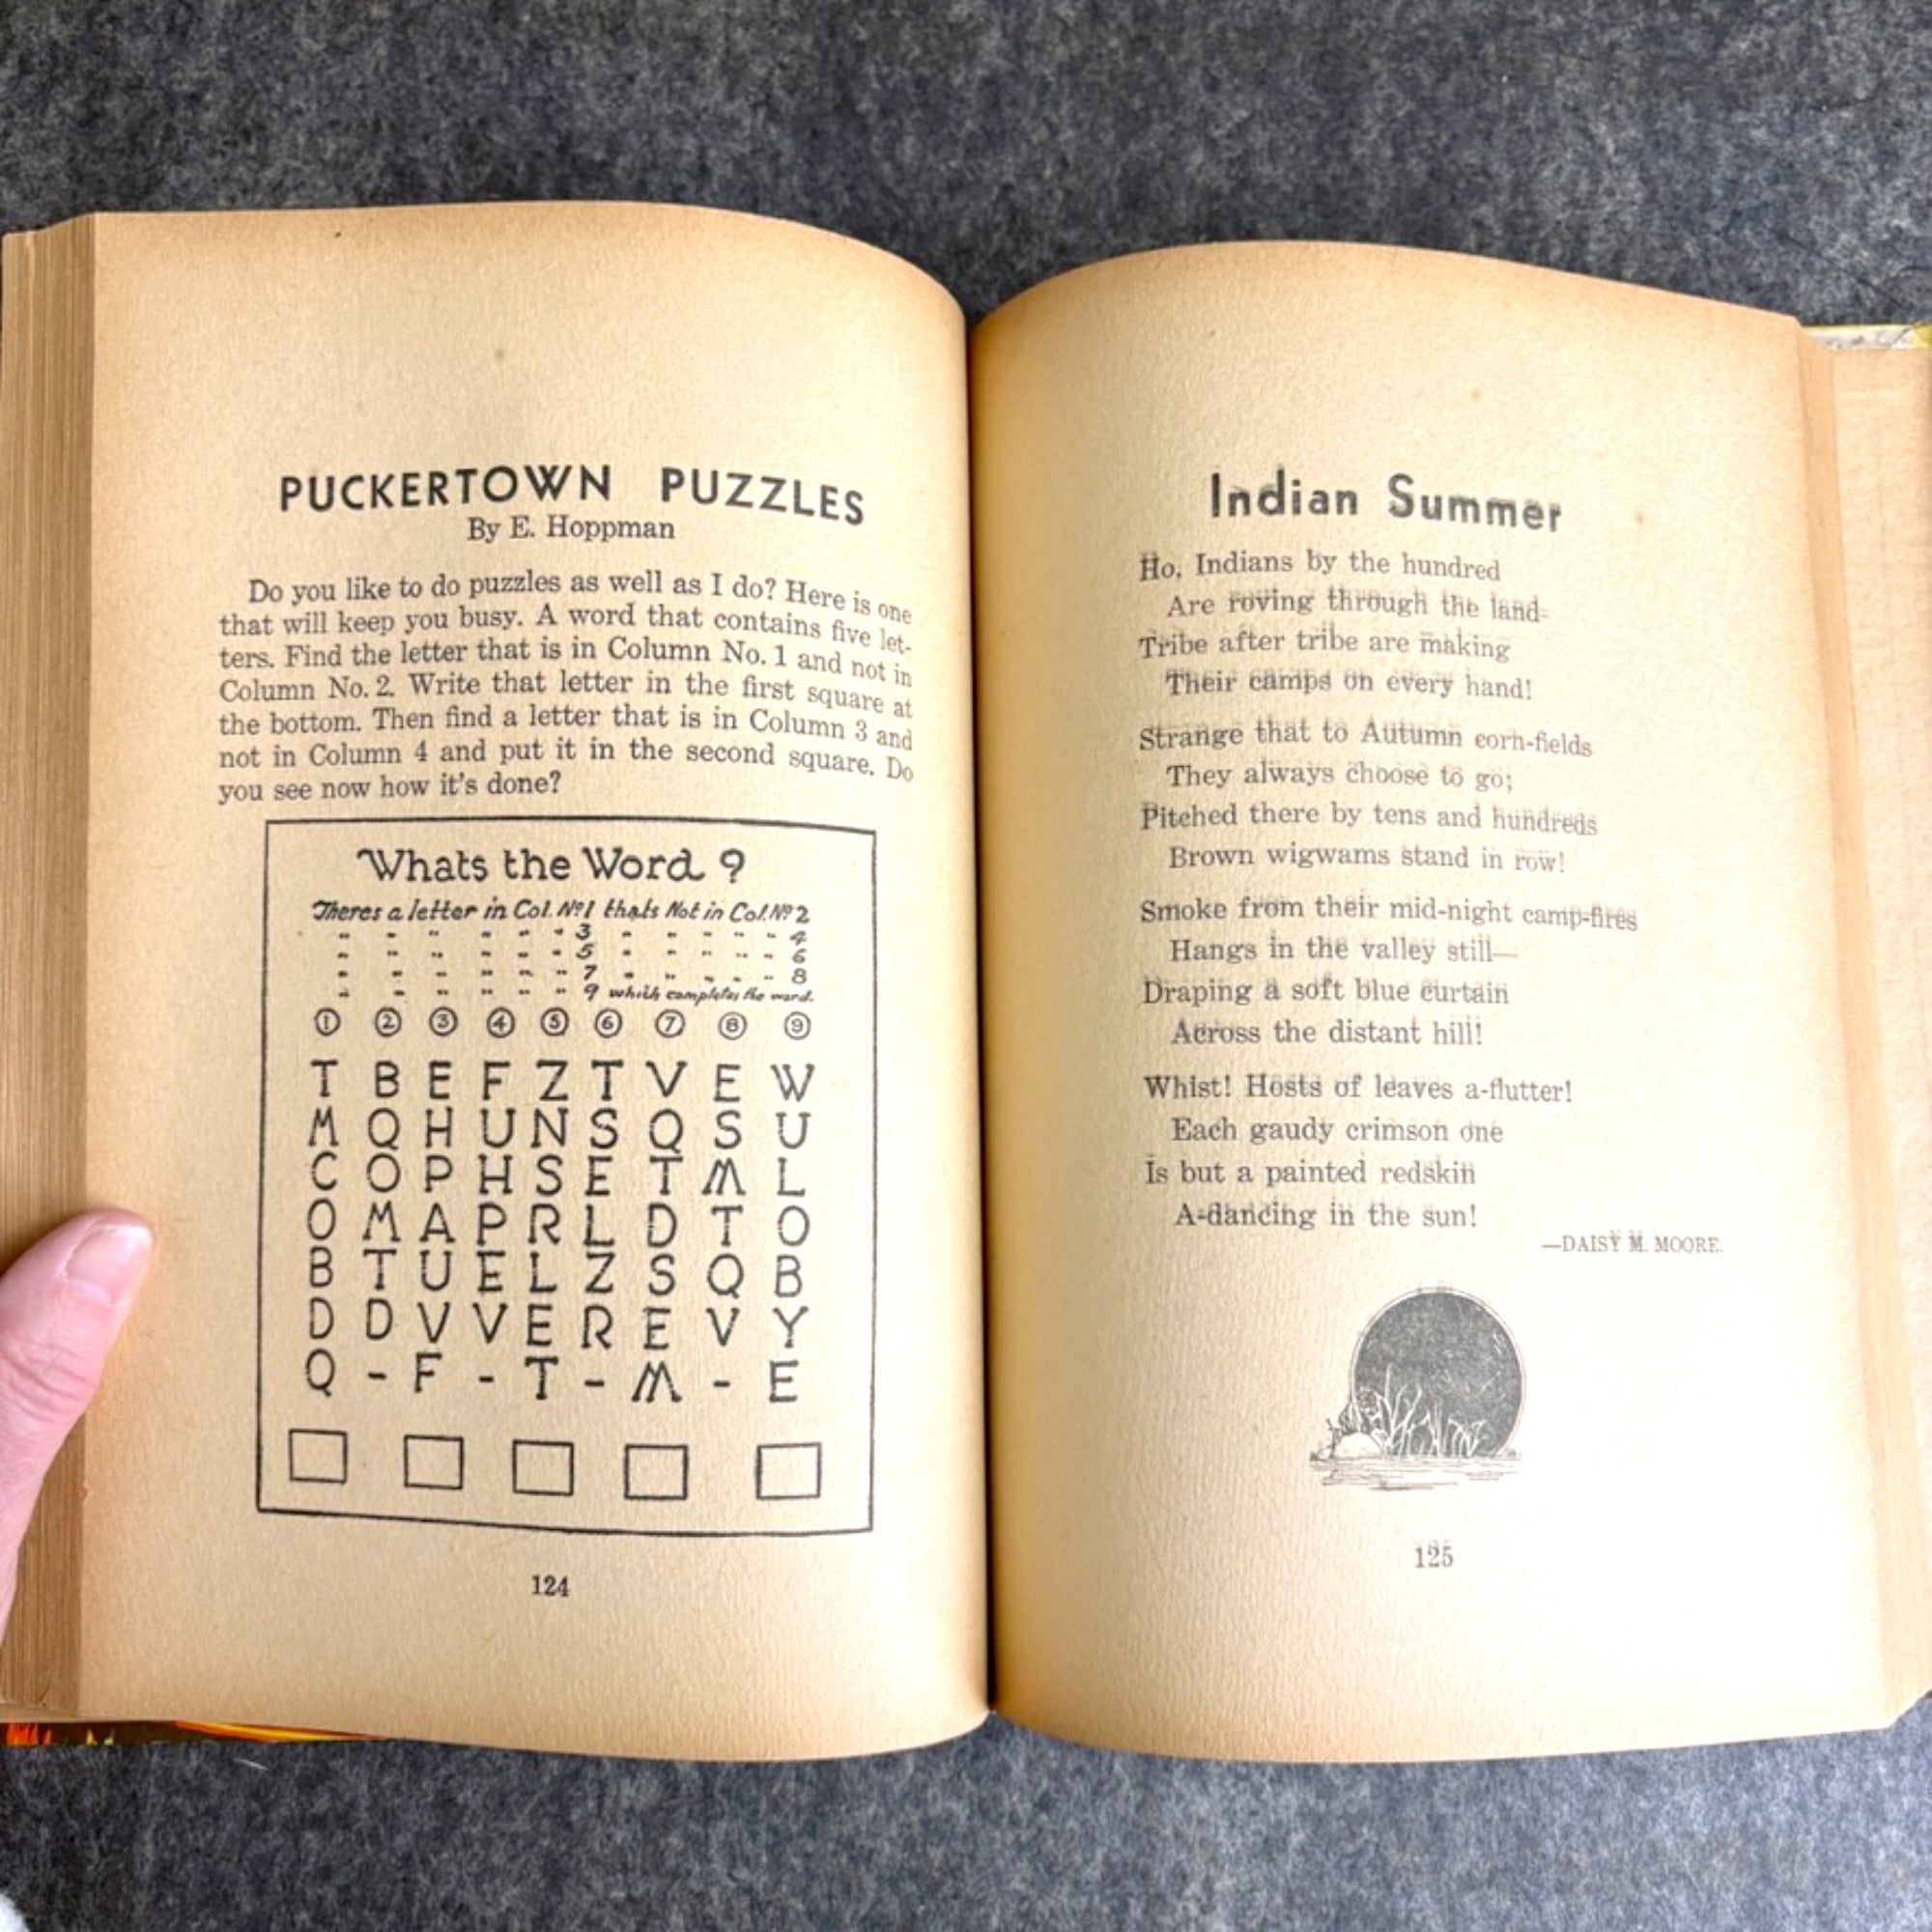 PUCKERTOWN PUZZLES
By E. Hoppman
Do you like to do puzzles as well as I do? Here is one
that will keep you busy. A word that contains five let-
ters. Find the letter that is in Column No. 1 and not in
Column No. 2. Write that letter in the first square at
the bottom. Then find a letter that is in Column 3 and
not in Column 4 and put it in the second square. Do
you see now how it's done?
Whats the Word ?
Theres a letter in Col. Nº1 thats Not in Col. Nº2
" " " " " " 3 " " " " " 4
" " " " " " 5 " " " " " 6
" " " " " " 7 " " " " " 8
" " " " " " 9 which completes the word.
① ② ③ ④ ⑤ ⑥ ⑦ ⑧ ⑨
T B E F Z T V E W
M Q H U N S Q S U
C O P H S E T M L
O M A P R L D T O
B T U E L Z S Q B
D D V V E R E V Y
Q - F - T - M - E
124
Indian Summer
Ho, Indians by the hundred
Are roving through the land
Tribe after tribe are making
Their camps on every hand!
Strange that to Autumn corn-fields
They always choose to go;
Pitched there by tens and hundreds
Brown wigwams stand in row!
Smoke from their mid-night camp-fires
Hangs in the valley still—
Draping a soft blue curtain
Across the distant hill!
Whist! Hosts of leaves a-flutter!
Each gaudy crimson one
Is but a painted redskin
A-dancing in the sun!
—DAISY M. MOORE.
125